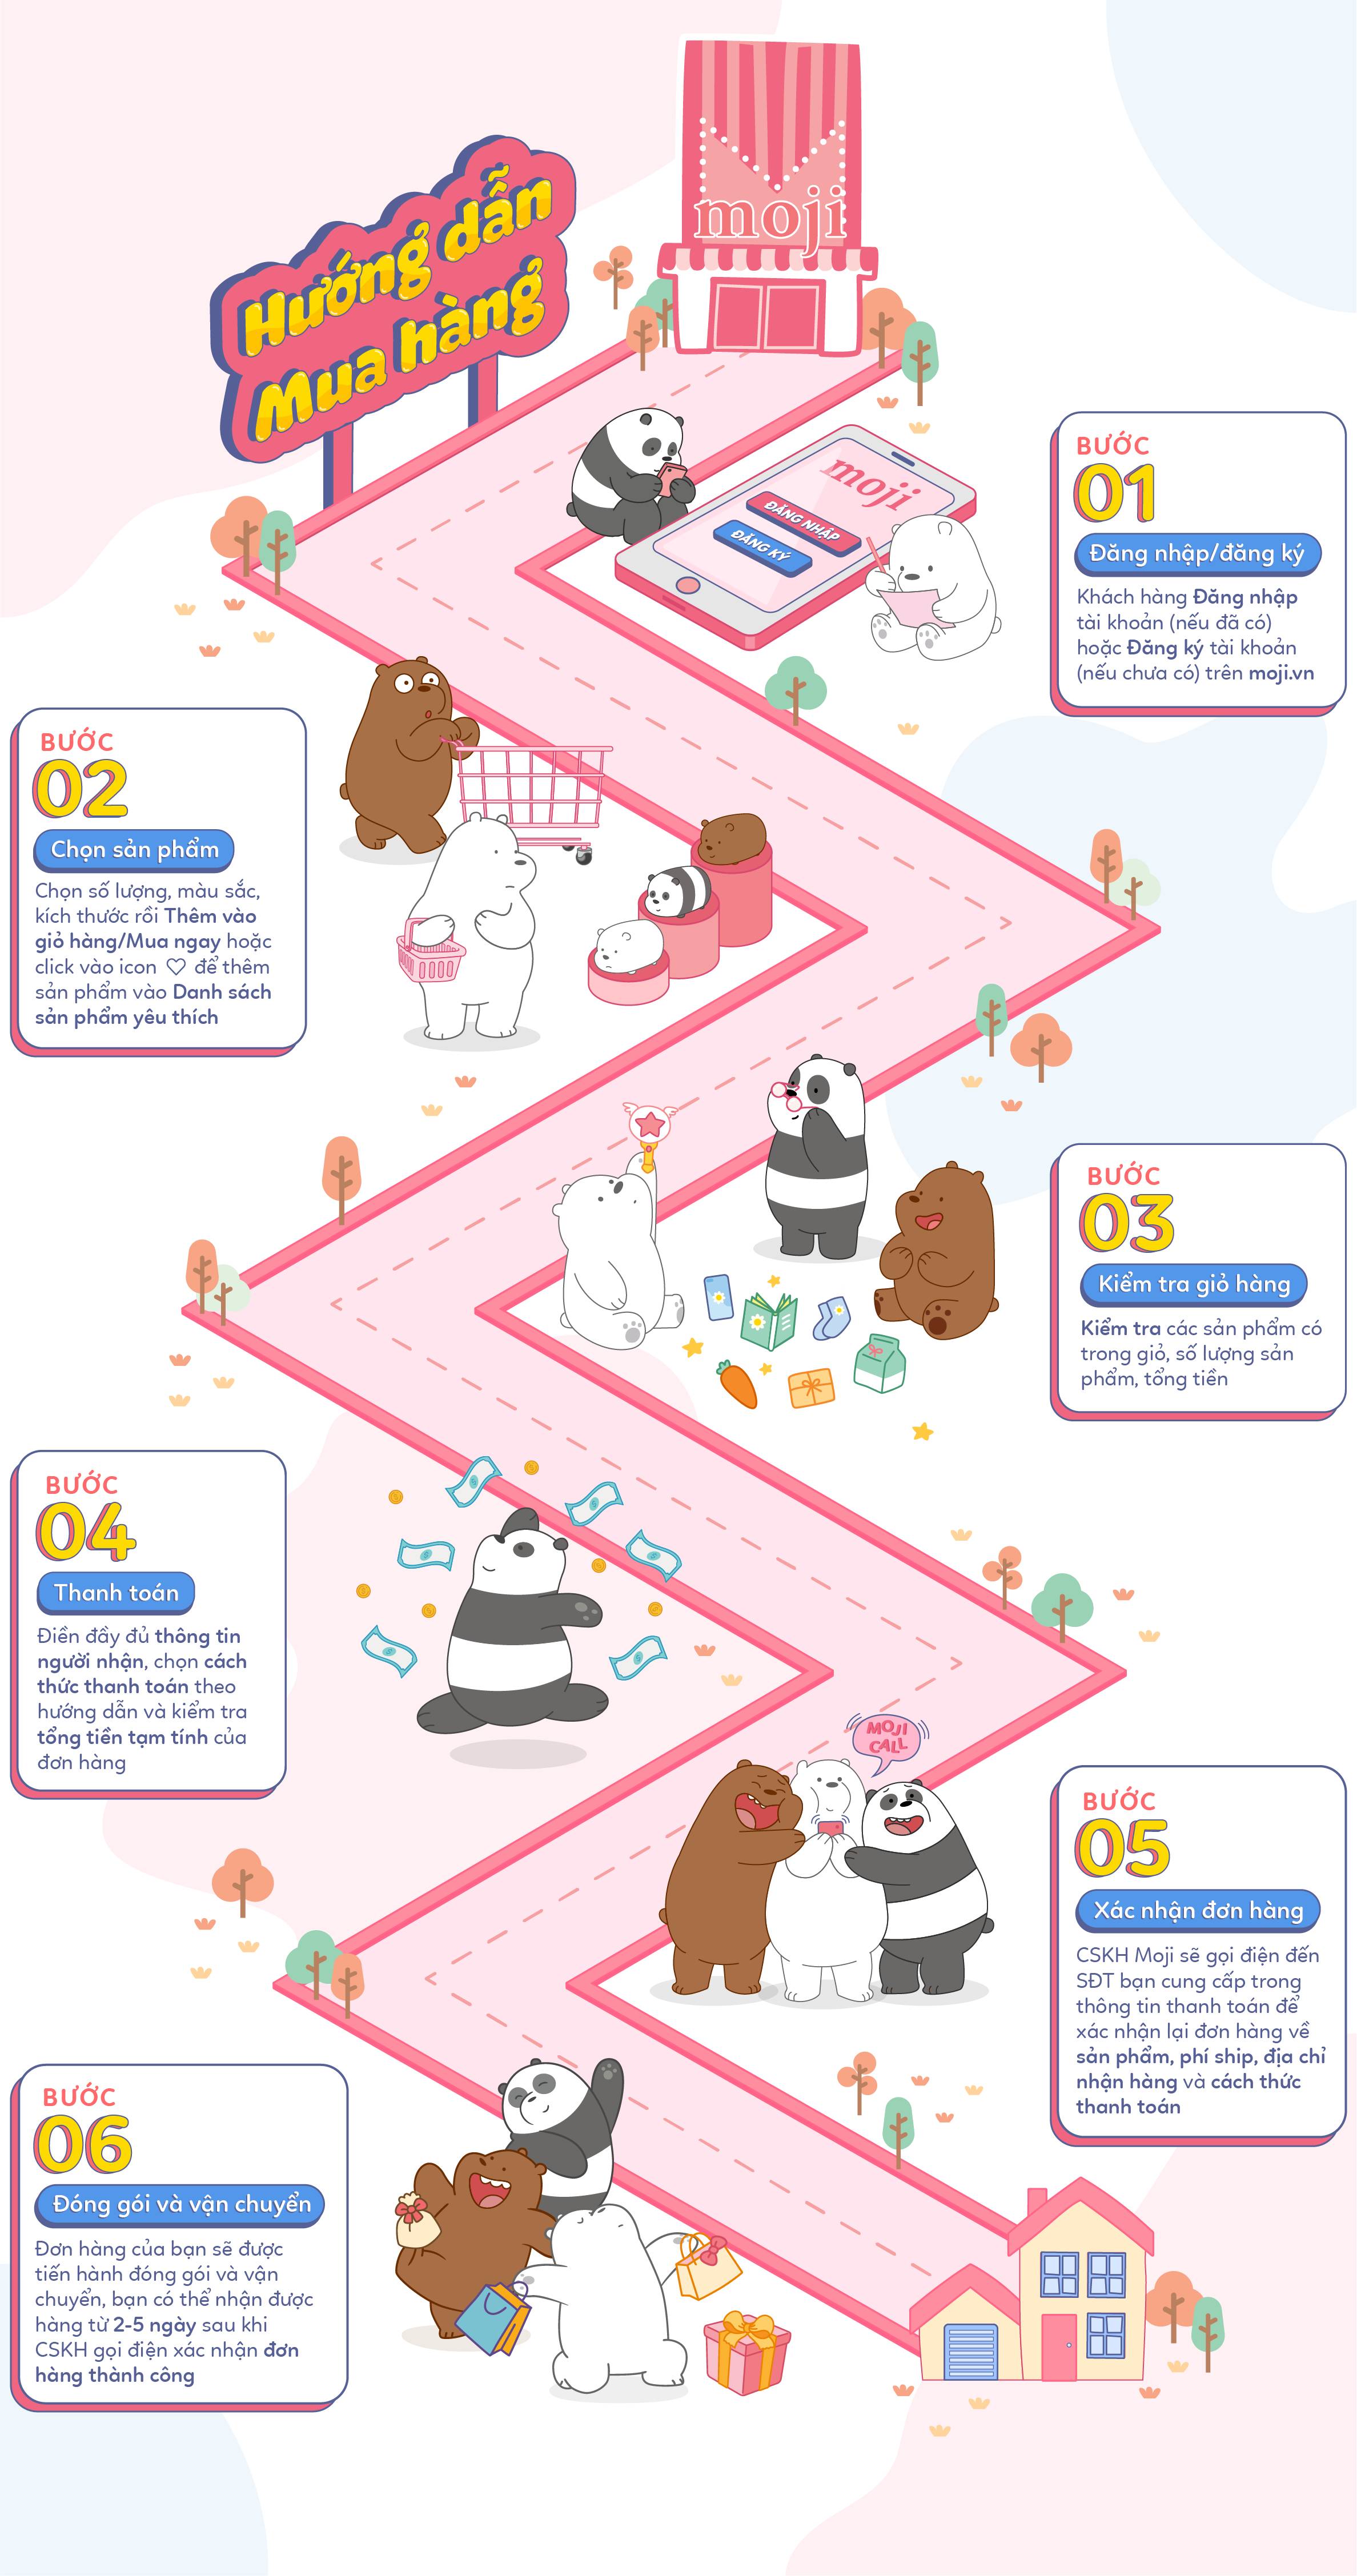 moji
Hướng dẫn
Mua hàng
moji
ĐĂNG NHẬP
ĐĂNG KÝ
BƯỚC
01
Đăng nhập/đăng ký
Khách hàng Đăng nhập
tài khoản (nếu đã có)
hoặc Đăng ký tài khoản
(nếu chưa có) trên moji.vn
BƯỚC
02
Chọn sản phẩm
Chọn số lượng, màu sắc,
kích thước rồi Thêm vào
giỏ hàng/Mua ngay hoặc
click vào icon ♡ để thêm
sản phẩm vào Danh sách
sản phẩm yêu thích
BƯỚC
03
Kiểm tra giỏ hàng
Kiểm tra các sản phẩm có
trong giỏ, số lượng sản
phẩm, tổng tiền
BƯỚC
04
Thanh toán
Điền đầy đủ thông tin
người nhận, chọn cách
thức thanh toán theo
hướng dẫn và kiểm tra
tổng tiền tạm tính của
đơn hàng
MOJI
CALL
BƯỚC
05
Xác nhận đơn hàng
CSKH Moji sẽ gọi điện đến
SĐT bạn cung cấp trong
thông tin thanh toán để
xác nhận lại đơn hàng về
sản phẩm, phí ship, địa chỉ
nhận hàng và cách thức
thanh toán
BƯỚC
06
Đóng gói và vận chuyển
Đơn hàng của bạn sẽ được
tiến hành đóng gói và vận
chuyển, bạn có thể nhận được
hàng từ 2-5 ngày sau khi
CSKH gọi điện xác nhận đơn
hàng thành công